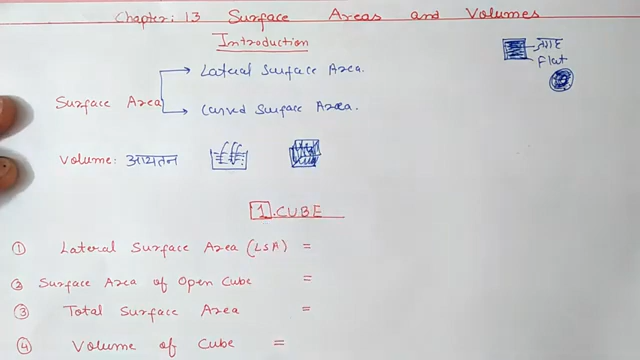 Chapter: 13 Surface Areas and Volumes
Introduction
Surface Area
Lateral Surface Area.
Curved Surface Area.
Flat
Volume: आयतन
1. CUBE
① Lateral Surface Area (LSA) =
② Surface Area of Open Cube =
③ Total Surface Area =
④ Volume of Cube =